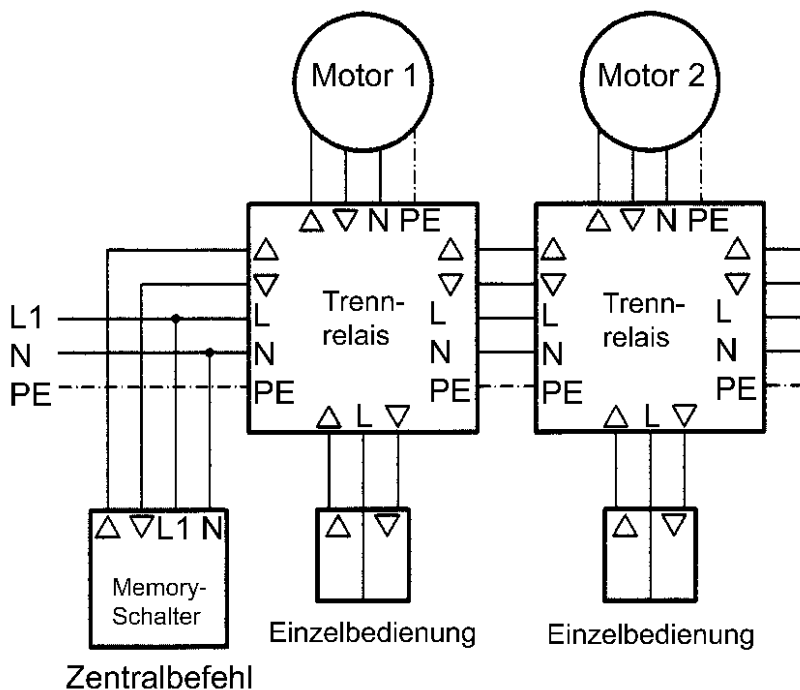 Motor 1 Motor 2
△ ▽ N PE △ ▽ N PE
△ △ △ △
▽ ▽ ▽ ▽
Trenn- Trenn-
L1 L L L L
relais relais
N N N N N
PE PE PE PE PE
△ L ▽ △ L ▽
△ ▽ L1 N △ ▽ △ ▽
Memory-
Schalter
Einzelbedienung Einzelbedienung
Zentralbefehl